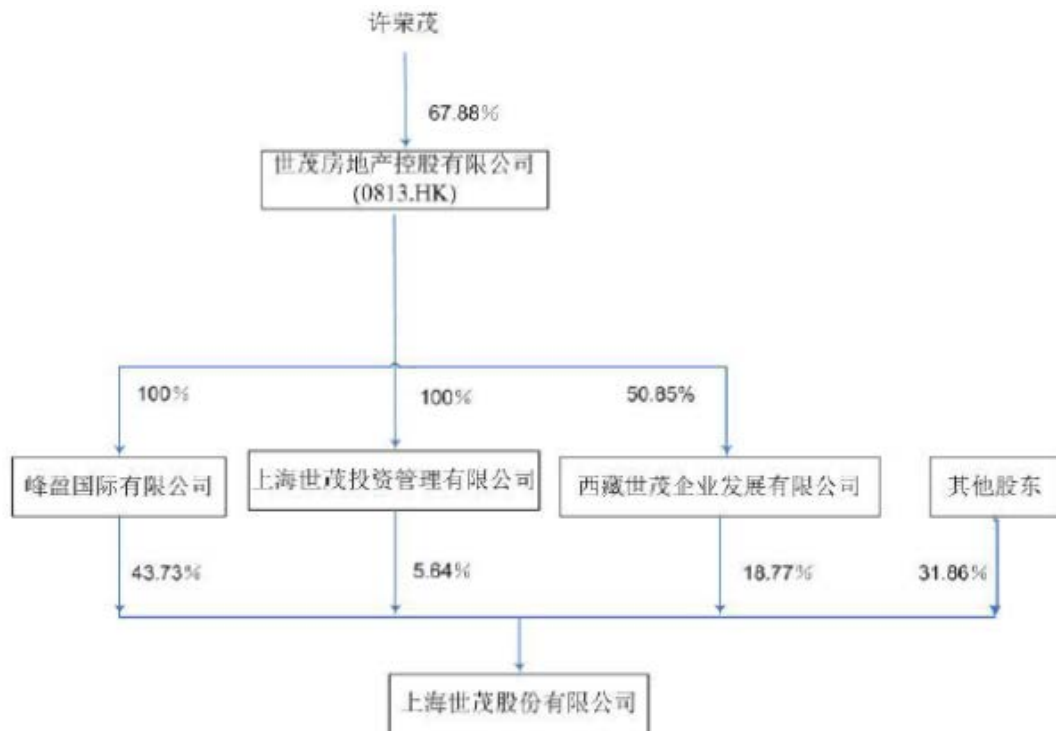 许荣茂
67.88%
世茂房地产控股有限公司
(0813.HK)
100%
100%
50.85%
峰盈国际有限公司
上海世茂投资管理有限公司
西藏世茂企业发展有限公司
其他股东
43.73%
5.64%
18.77%
31.86%
上海世茂股份有限公司